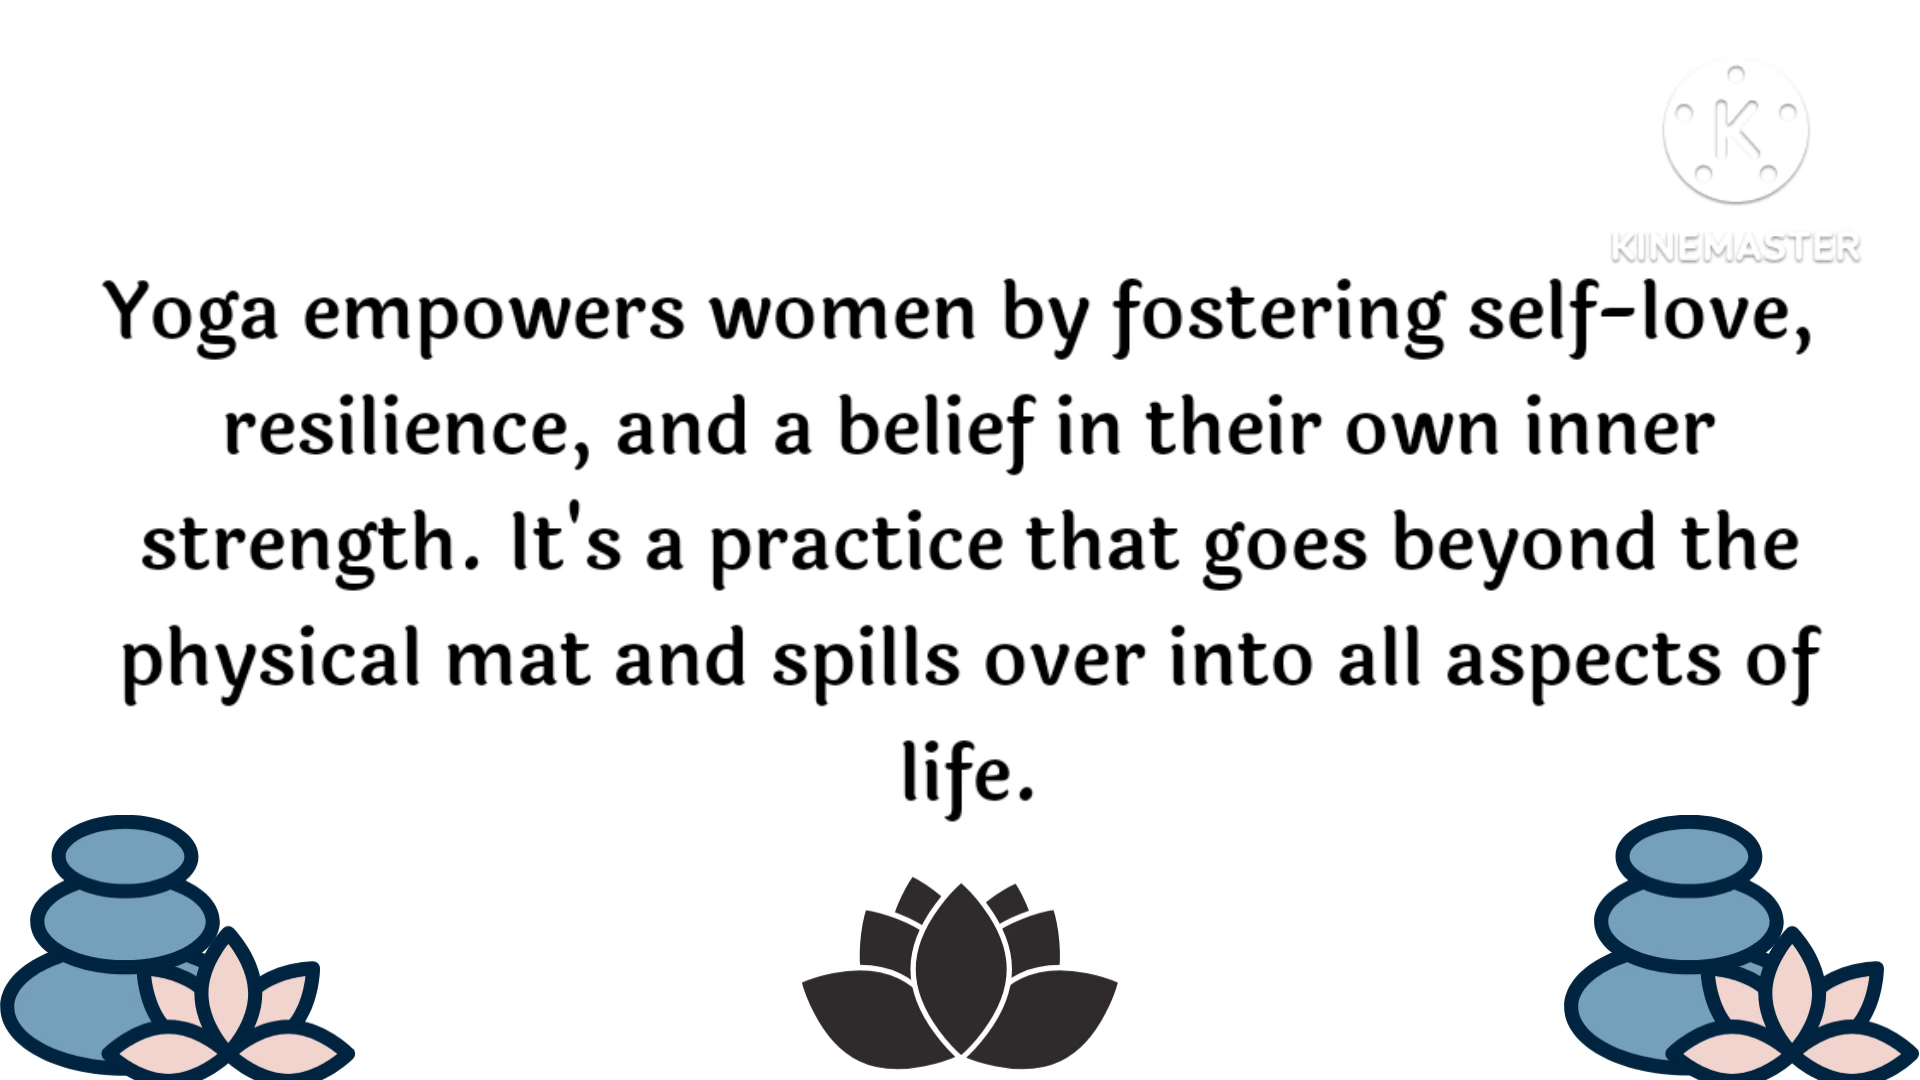 K
KINEMASTER
Yoga empowers women by fostering self-love,
resilience, and a belief in their own inner
strength. It's a practice that goes beyond the
physical mat and spills over into all aspects of
life.